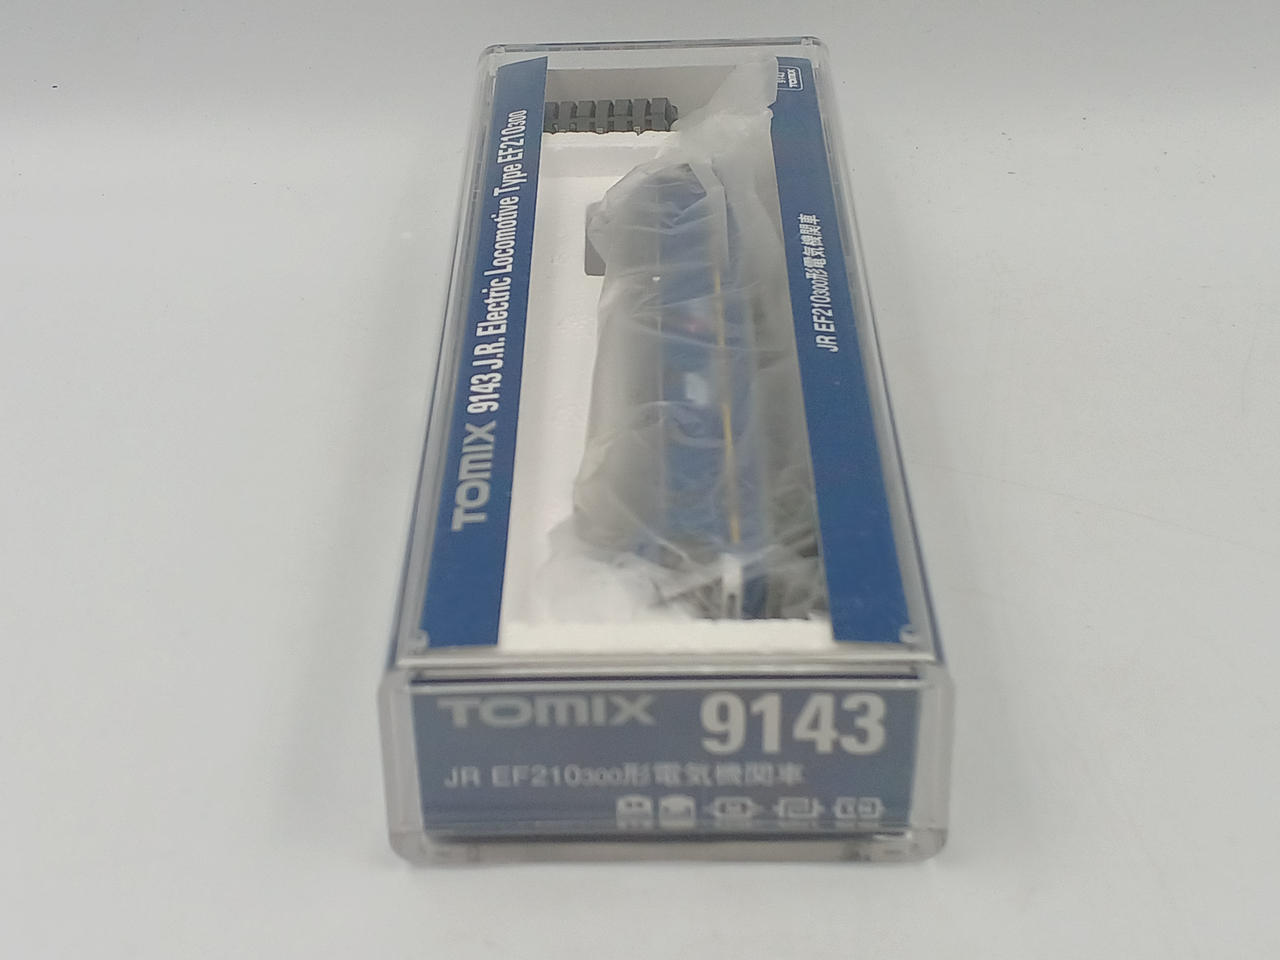 TOMIX 9143 J.R. Electric Locomotive Type EF210300
9143 TOMIX
JR EF210300形電気機関車
TOMIX 9143
JR EF210300形電気機関車